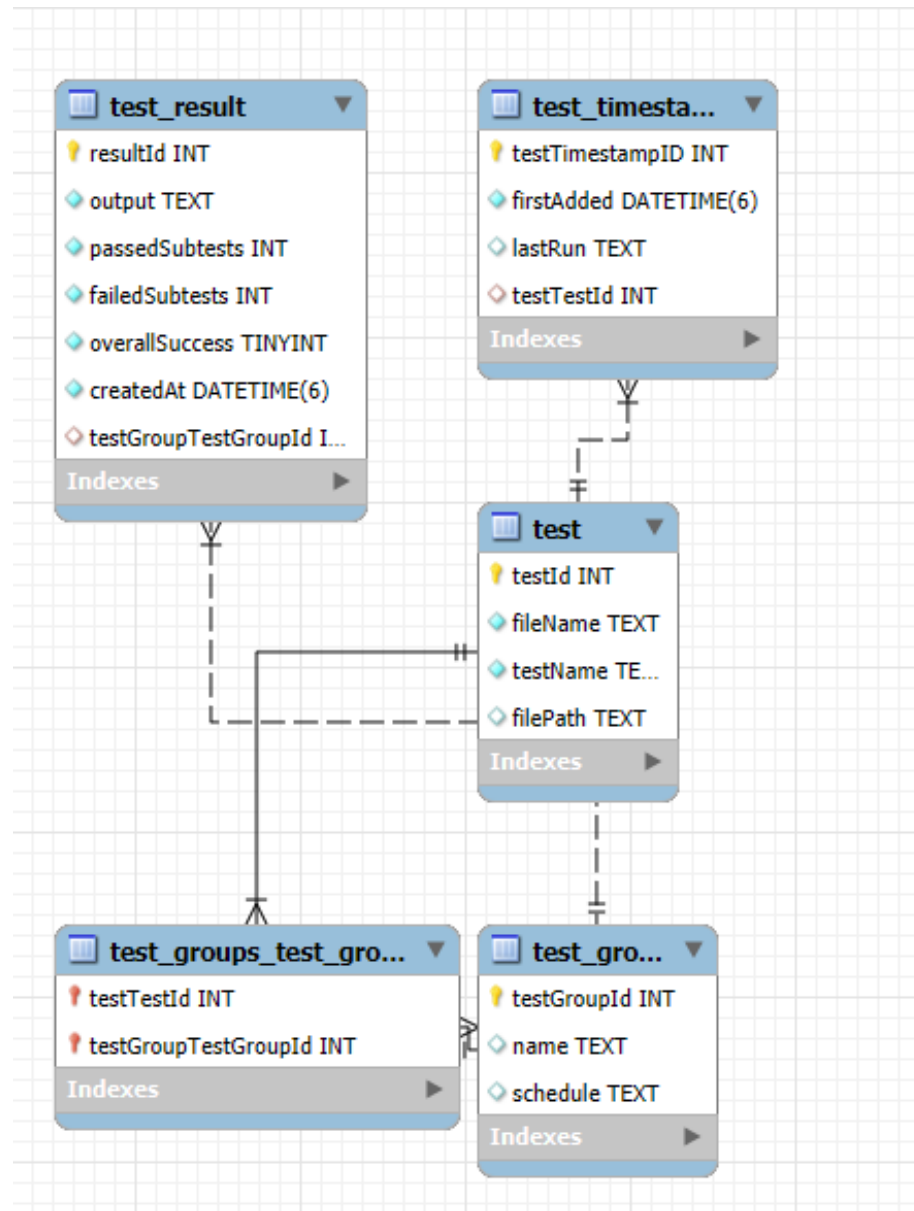 test_result
resultId INT
output TEXT
passedSubtests INT
failedSubtests INT
overallSuccess TINYINT
createdAt DATETIME(6)
testGroupTestGroupId I...
Indexes
test_timesta...
testTimestampID INT
firstAdded DATETIME(6)
lastRun TEXT
testTestId INT
Indexes
test
testId INT
fileName TEXT
testName TE...
filePath TEXT
Indexes
test_groups_test_gro...
testTestId INT
testGroupTestGroupId INT
Indexes
test_gro...
testGroupId INT
name TEXT
schedule TEXT
Indexes